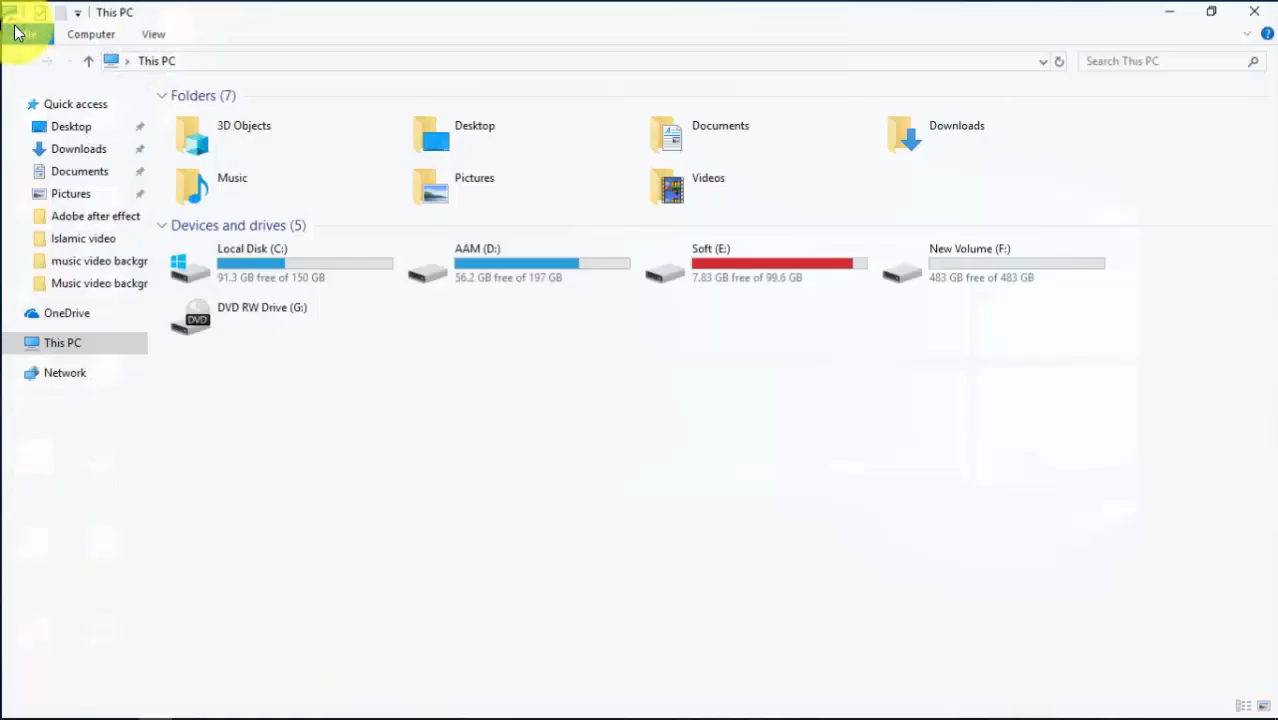 This PC
File Computer View
This PC
Search This PC
Quick access
Desktop
Downloads
Documents
Pictures
Adobe after effect
Islamic video
music video backgr
Music video backgr
OneDrive
This PC
Network
Folders (7)
3D Objects
Desktop
Documents
Downloads
Music
Pictures
Videos
Devices and drives (5)
Local Disk (C:)
91.3 GB free of 150 GB
AAM (D:)
56.2 GB free of 197 GB
Soft (E:)
7.83 GB free of 99.6 GB
New Volume (F:)
483 GB free of 483 GB
DVD RW Drive (G:)
DVD